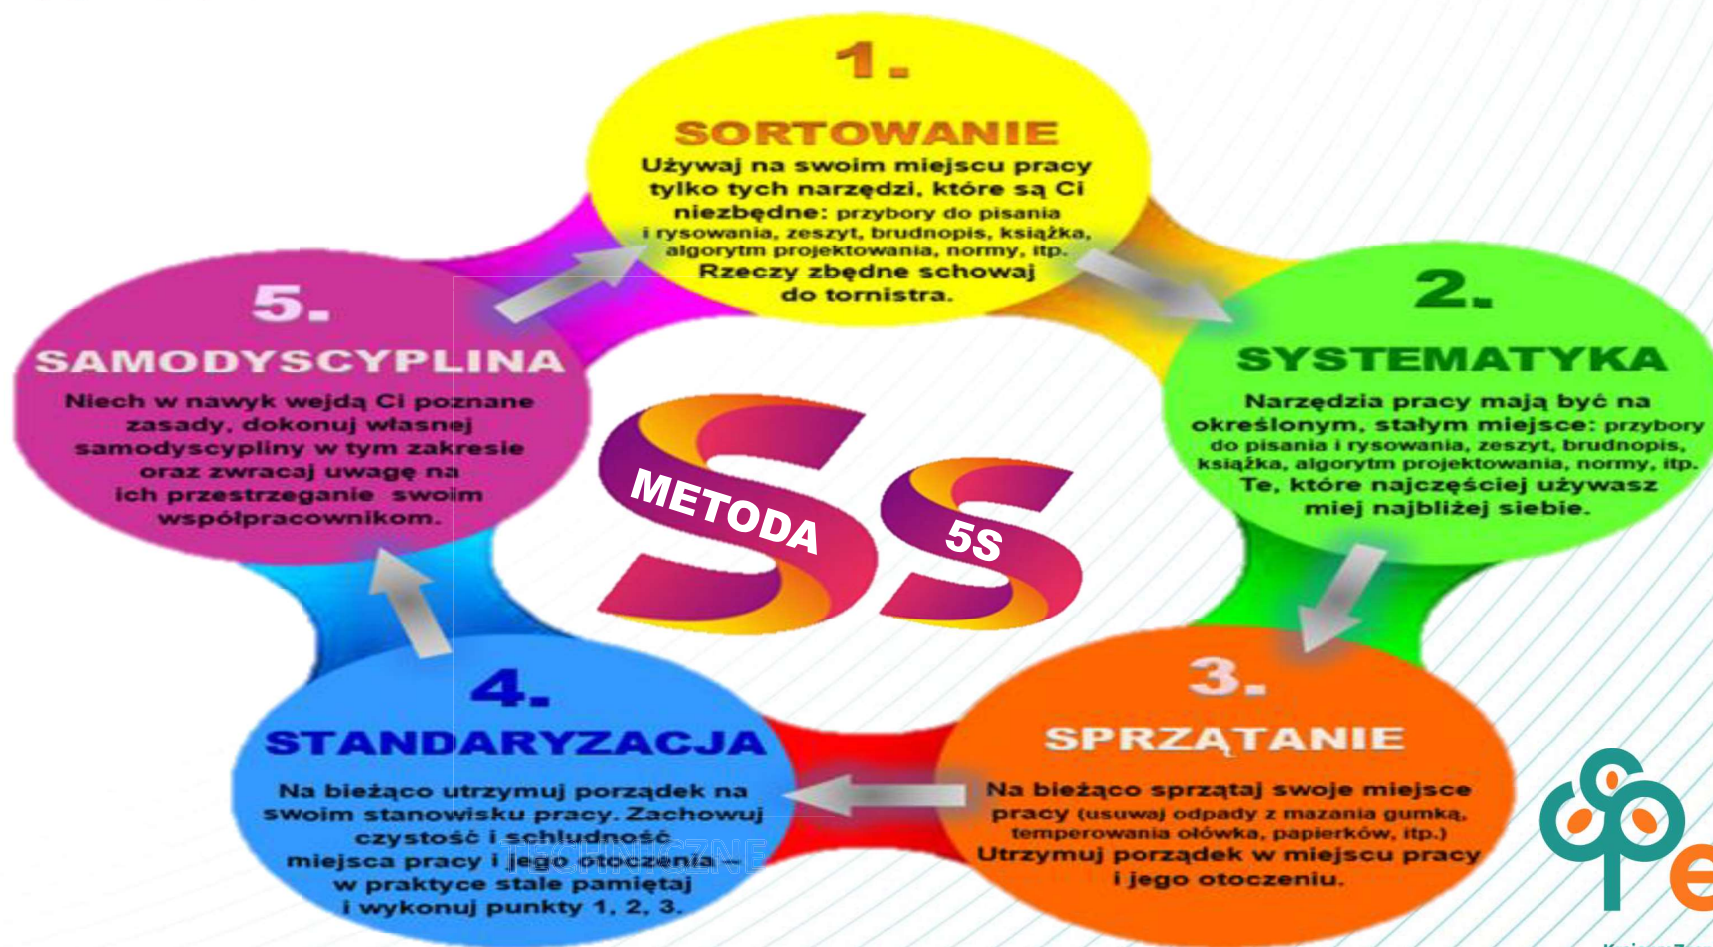 1.
SORTOWANIE
Używaj na swoim miejscu pracy
tylko tych narzędzi, które są Ci
niezbędne: przybory do pisania
i rysowania, zeszyt, brudnopis, książka,
algorytm projektowania, normy, itp.
Rzeczy zbędne schowaj
do tornistra.
2.
SYSTEMATYKA
Narzędzia pracy mają być na
określonym, stałym miejsce: przybory
do pisania i rysowania, zeszyt, brudnopis,
książka, algorytm projektowania, normy, itp.
Te, które najczęściej używasz
miej najbliżej siebie.
3.
SPRZĄTANIE
Na bieżąco sprzątaj swoje miejsce
pracy (usuwaj odpady z mazania gumką,
temperowania ołówka, papierków, itp.)
Utrzymuj porządek w miejscu pracy
i jego otoczeniu.
4.
STANDARYZACJA
Na bieżąco utrzymuj porządek na
swoim stanowisku pracy. Zachowuj
czystość i schludność
miejsca pracy i jego otoczenia –
w praktyce stale pamiętaj
i wykonuj punkty 1, 2, 3.
TECHNICZNE
5.
SAMODYSCYPLINA
Niech w nawyk wejdą Ci poznane
zasady, dokonuj własnej
samodyscypliny w tym zakresie
oraz zwracaj uwagę na
ich przestrzeganie swoim
współpracownikom.
METODA
5S
e